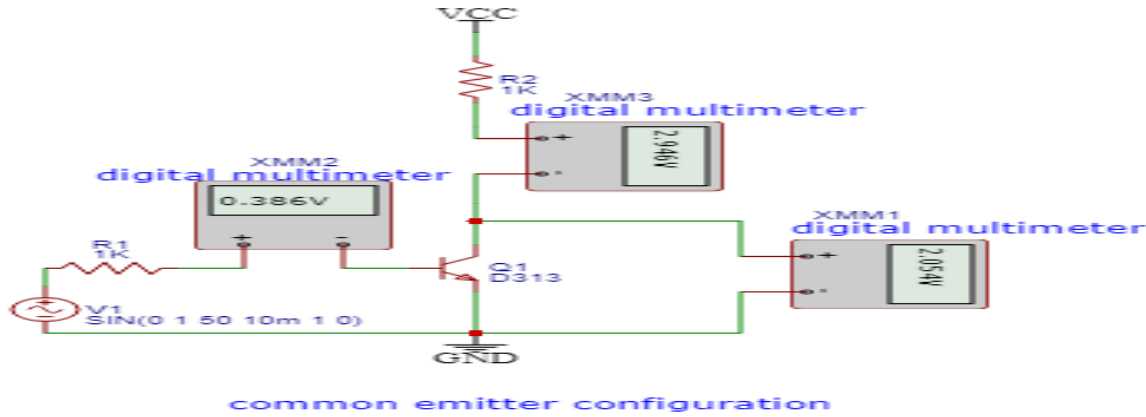 VCC
R2
1K
XMM3
digital multimeter
+
-
2.946V
XMM2
digital multimeter
0.386V
+
-
XMM1
digital multimeter
+
-
2.054V
R1
1K
Q1
D313
+
V1
SIN(0 1 50 10m 1 0)
GND
common emitter configuration